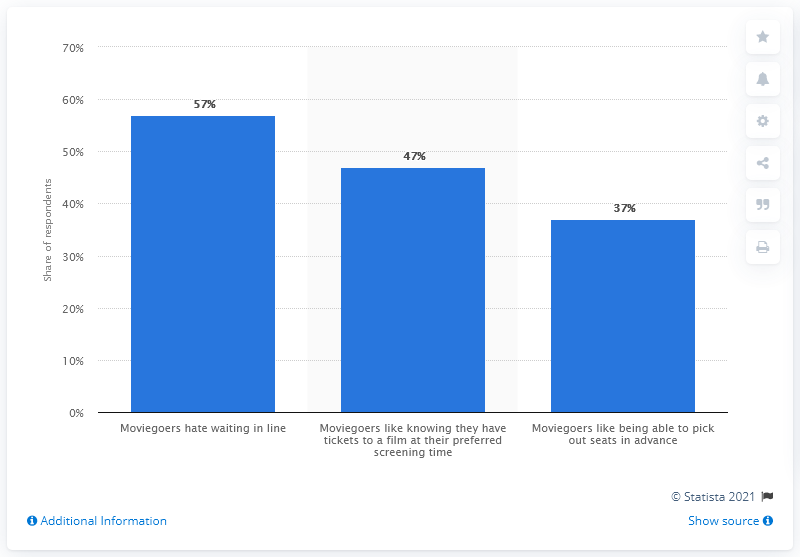 70%
60%
50%
40%
30%
20%
10%
0%
Share of respondents
57%
47%
37%
Moviegoers hate waiting in line
Moviegoers like knowing they have
tickets to a film at their preferred
screening time
Moviegoers like being able to pick
out seats in advance
© Statista 2021
Additional Information
Show source